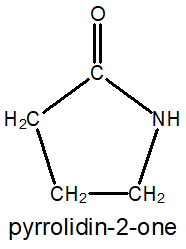 O
C
H₂C NH
CH₂ CH₂
pyrrolidin-2-one